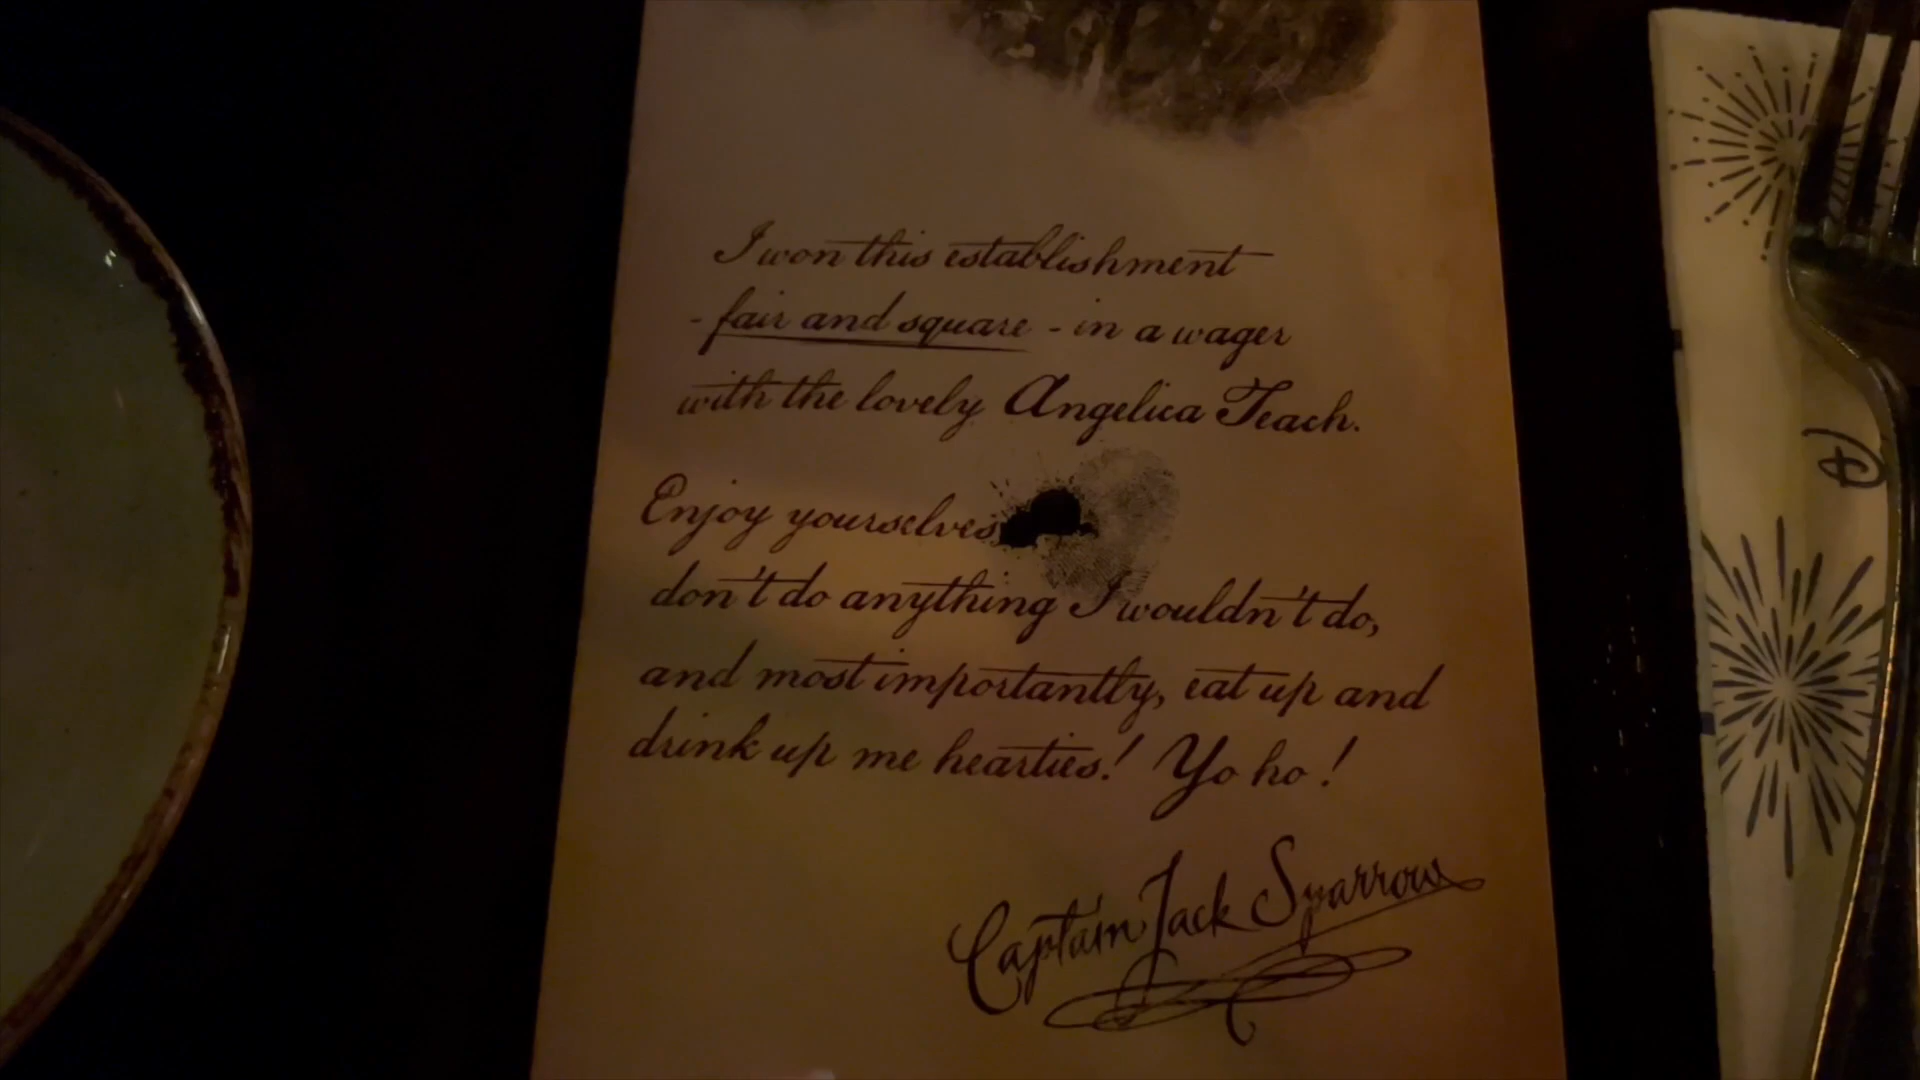 I won this establishment
- fair and square - in a wager
with the lovely Angelica Teach.
Enjoy yourselves
don't do anything I wouldn't do,
and most importantly, eat up and
drink up me hearties! Yo ho!
Captain Jack Sparrow
D